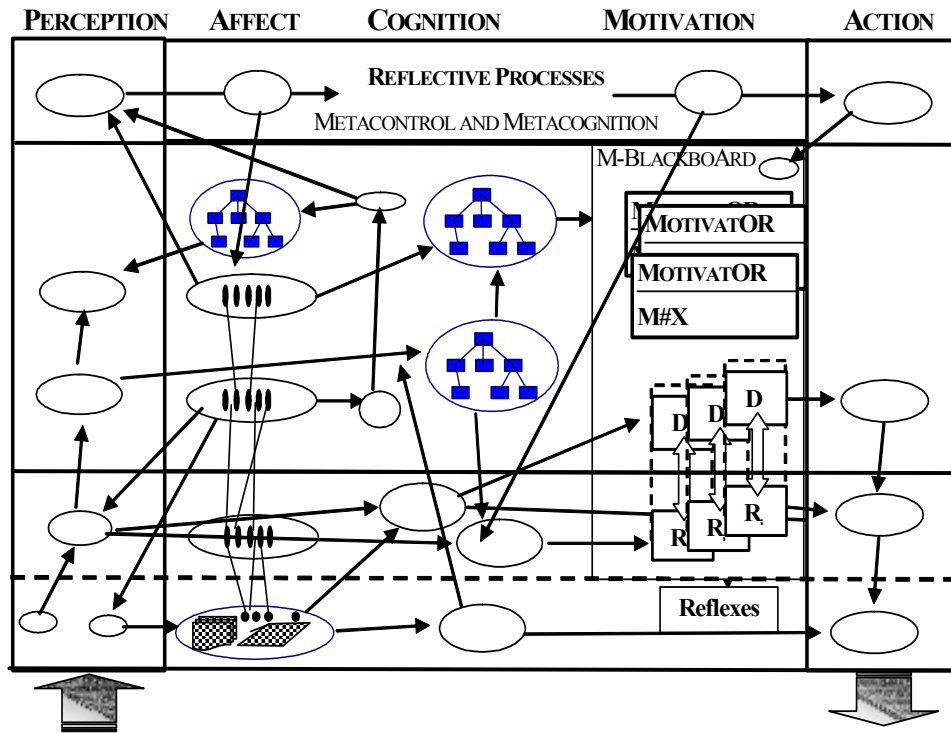 PERCEPTION AFFECT COGNITION MOTIVATION ACTION
REFLECTIVE PROCESSES
METACONTROL AND METACOGNITION
M-BLACKBOARD
MOTIVATOR
MOTIVATOR
M#X
D
D
D
R
R
R
Reflexes